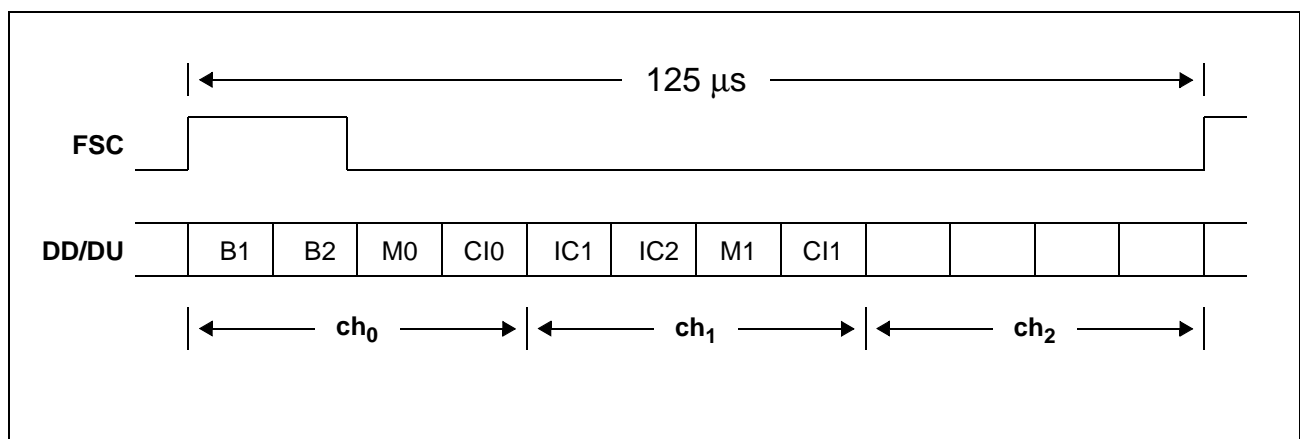 125 μs
FSC
DD/DU B1 B2 M0 CI0 IC1 IC2 M1 CI1
ch0 ch1 ch2